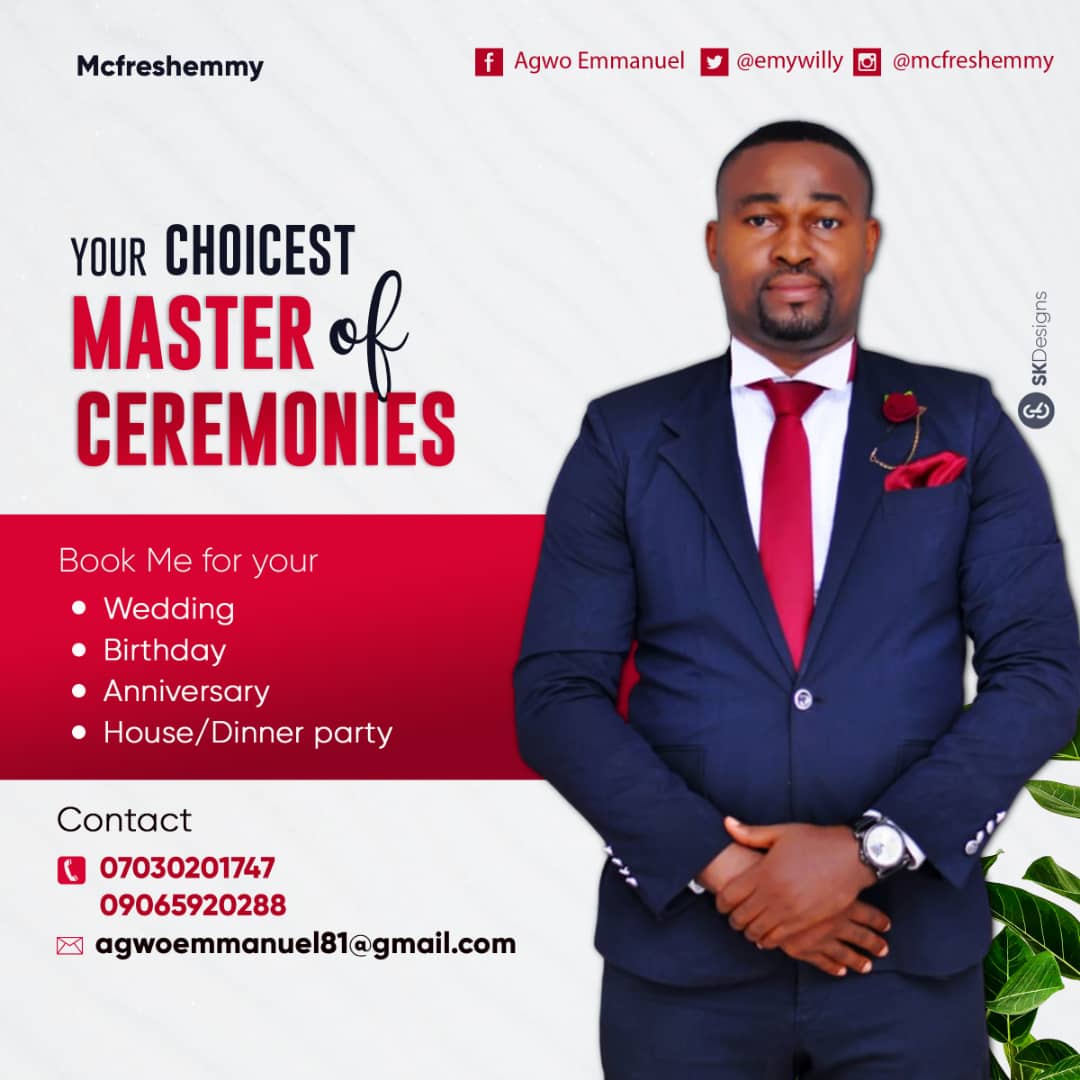 Mcfreshemmy
Agwo Emmanuel @emywilly @mcfreshemmy
YOUR CHOICEST
MASTER of
CEREMONIES
SKDesigns
Book Me for your
• Wedding
• Birthday
• Anniversary
• House/Dinner party
Contact
07030201747
09065920288
agwoemmanuel81@gmail.com